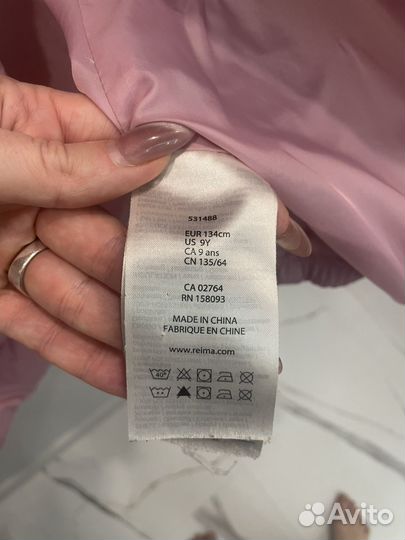 531488
EUR 134cm
US 9Y
CA 9 ans
CN 135/64
CA 02764
RN 158093
MADE IN CHINA
FABRIQUE EN CHINE
www.reima.com
40°
Avito